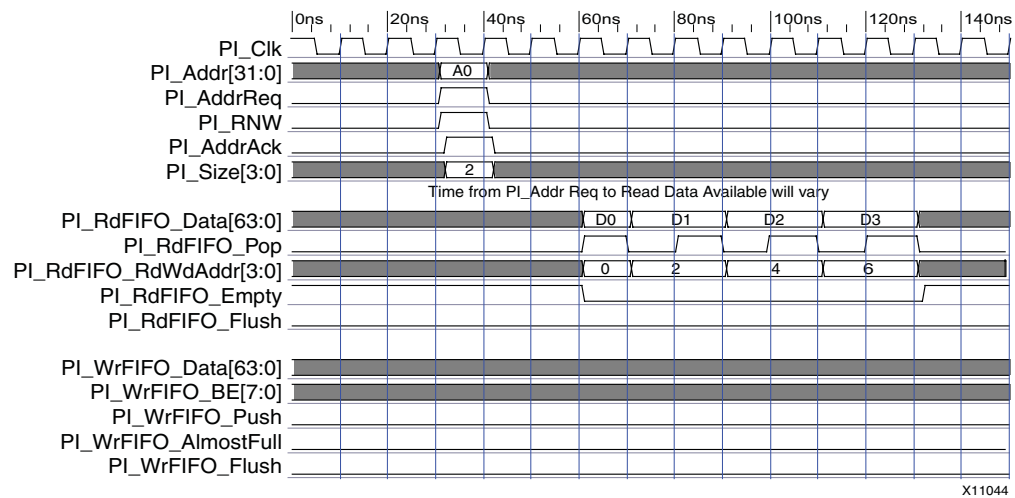 0ns 20ns 40ns 60ns 80ns 100ns 120ns 140ns
PI_Clk
PI_Addr[31:0] A0
PI_AddrReq
PI_RNW
PI_AddrAck
PI_Size[3:0] 2
Time from PI_Addr Req to Read Data Available will vary
PI_RdFIFO_Data[63:0] D0 D1 D2 D3
PI_RdFIFO_Pop
PI_RdFIFO_RdWdAddr[3:0] 0 2 4 6
PI_RdFIFO_Empty
PI_RdFIFO_Flush
PI_WrFIFO_Data[63:0]
PI_WrFIFO_BE[7:0]
PI_WrFIFO_Push
PI_WrFIFO_AlmostFull
PI_WrFIFO_Flush
X11044